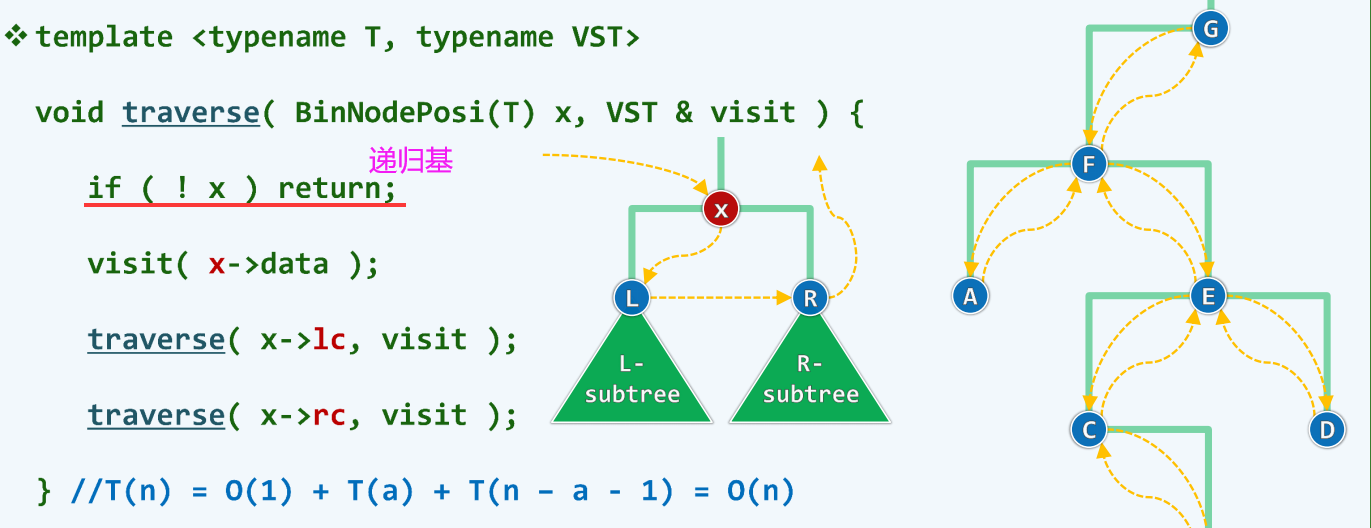 ❖ template <typename T, typename VST>
void traverse( BinNodePosi(T) x, VST & visit ) {
递归基
if ( ! x ) return;
visit( x->data );
traverse( x->lc, visit );
traverse( x->rc, visit );
} //T(n) = O(1) + T(a) + T(n – a - 1) = O(n)
x
L
R
L-
subtree
R-
subtree
G
F
A
E
C
D